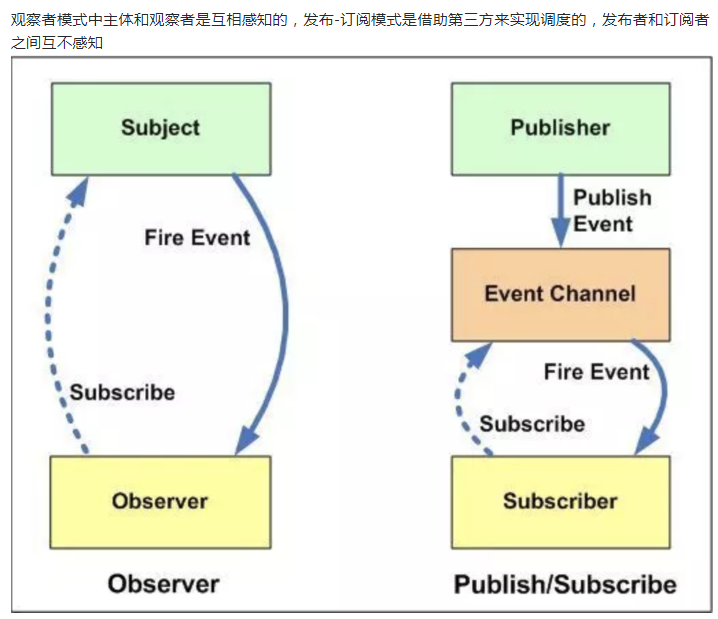 观察者模式中主体和观察者是互相感知的，发布-订阅模式是借助第三方来实现调度的，发布者和订阅者
之间互不感知
Subject
Fire Event
Subscribe
Observer
Observer
Publisher
Publish
Event
Event Channel
Fire Event
Subscribe
Subscriber
Publish/Subscribe